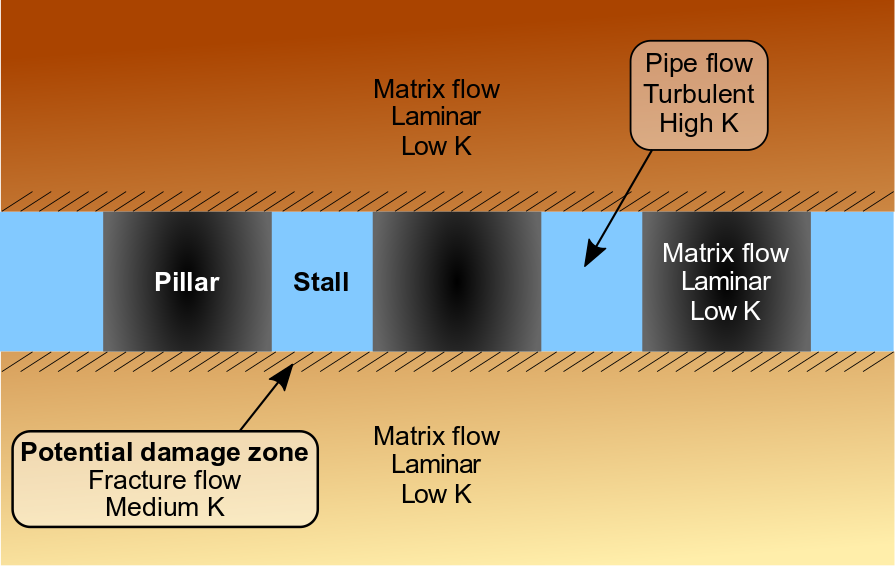 Matrix flow
Laminar
Low K
Pipe flow
Turbulent
High K
Pillar
Stall
Matrix flow
Laminar
Low K
Potential damage zone
Fracture flow
Medium K
Matrix flow
Laminar
Low K